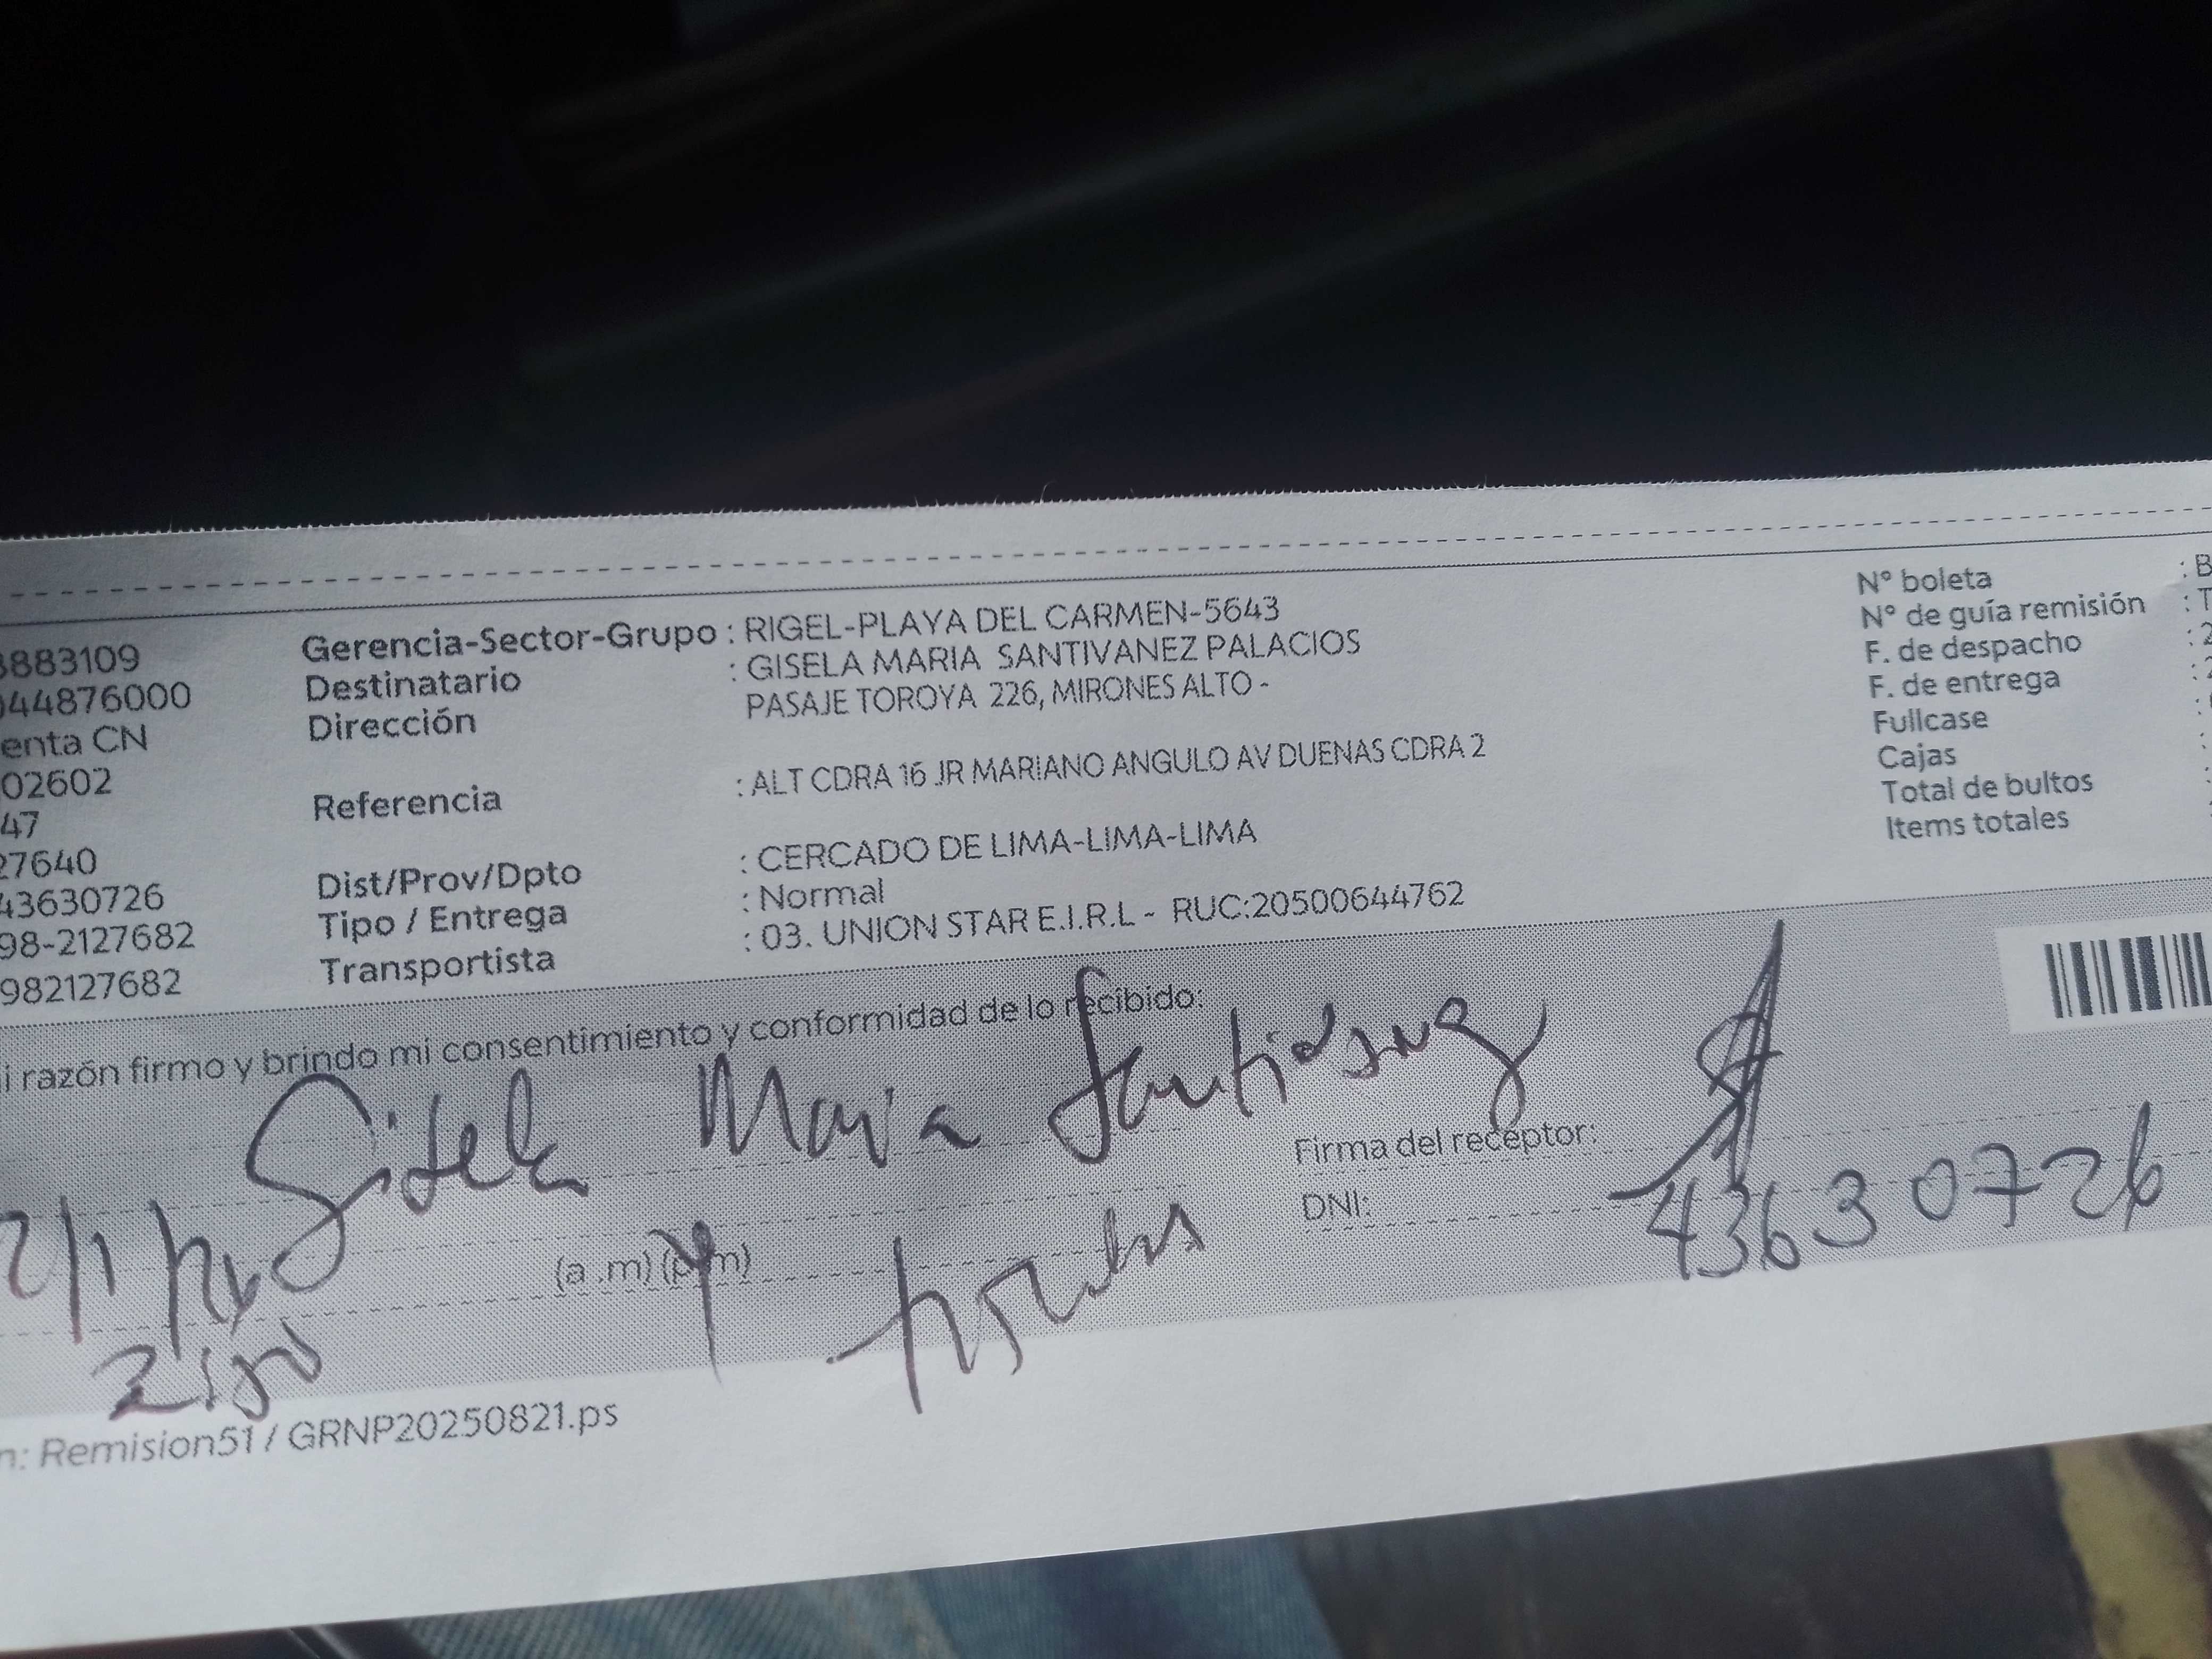 3883109
044876000
enta CN
02602
47
27640
43630726
98-2127682
982127682
Gerencia-Sector-Grupo : RIGEL-PLAYA DEL CARMEN-5643
Destinatario : GISELA MARIA SANTIVANEZ PALACIOS
Dirección PASAJE TOROYA 226, MIRONES ALTO -
Referencia : ALT CDRA 16 JR MARIANO ANGULO AV DUENAS CDRA 2
Dist/Prov/Dpto : CERCADO DE LIMA-LIMA-LIMA
Tipo / Entrega : Normal
Transportista : 03. UNION STAR E.I.R.L - RUC:20500644762
N° boleta : B
N° de guía remisión : T
F. de despacho : 2
F. de entrega : 2
Fullcase :
Cajas :
Total de bultos :
Items totales :
i razón firmo y brindo mi consentimiento y conformidad de lo recibido:
Gisela Maria
Firma del receptor:
(a .m) (p.m)
DNI: 43630726
n: Remision51 / GRNP20250821.ps